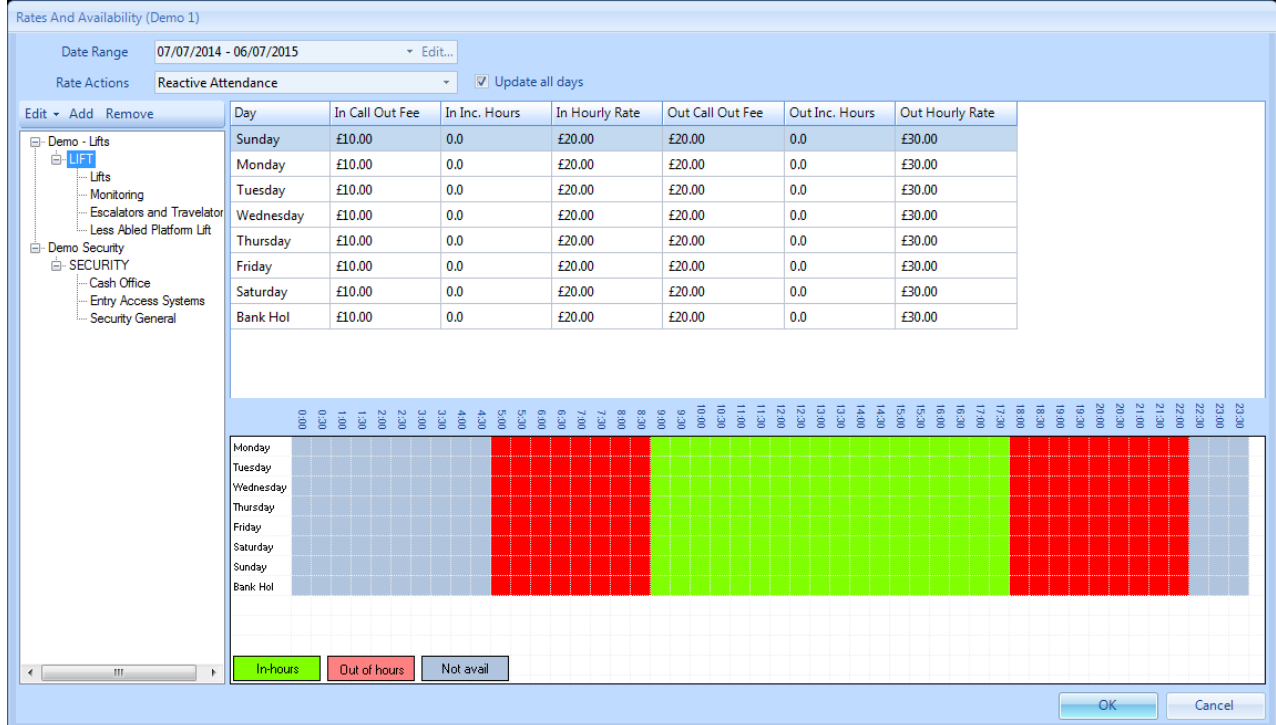 Rates And Availability (Demo 1)
Date Range 07/07/2014 - 06/07/2015 Edit...
Rate Actions Reactive Attendance Update all days
Edit Add Remove
Demo - Lifts
LIFT
Lifts
Monitoring
Escalators and Travelator
Less Abled Platform Lift
Demo Security
SECURITY
Cash Office
Entry Access Systems
Security General
Day In Call Out Fee In Inc. Hours In Hourly Rate Out Call Out Fee Out Inc. Hours Out Hourly Rate
Sunday £10.00 0.0 £20.00 £20.00 0.0 £30.00
Monday £10.00 0.0 £20.00 £20.00 0.0 £30.00
Tuesday £10.00 0.0 £20.00 £20.00 0.0 £30.00
Wednesday £10.00 0.0 £20.00 £20.00 0.0 £30.00
Thursday £10.00 0.0 £20.00 £20.00 0.0 £30.00
Friday £10.00 0.0 £20.00 £20.00 0.0 £30.00
Saturday £10.00 0.0 £20.00 £20.00 0.0 £30.00
Bank Hol £10.00 0.0 £20.00 £20.00 0.0 £30.00
0:00 0:30 1:00 1:30 2:00 2:30 3:00 3:30 4:00 4:30 5:00 5:30 6:00 6:30 7:00 7:30 8:00 8:30 9:00 9:30 10:00 10:30 11:00 11:30 12:00 12:30 13:00 13:30 14:00 14:30 15:00 15:30 16:00 16:30 17:00 17:30 18:00 18:30 19:00 19:30 20:00 20:30 21:00 21:30 22:00 22:30 23:00 23:30
Monday
Tuesday
Wednesday
Thursday
Friday
Saturday
Sunday
Bank Hol
In-hours Out of hours Not avail
OK Cancel